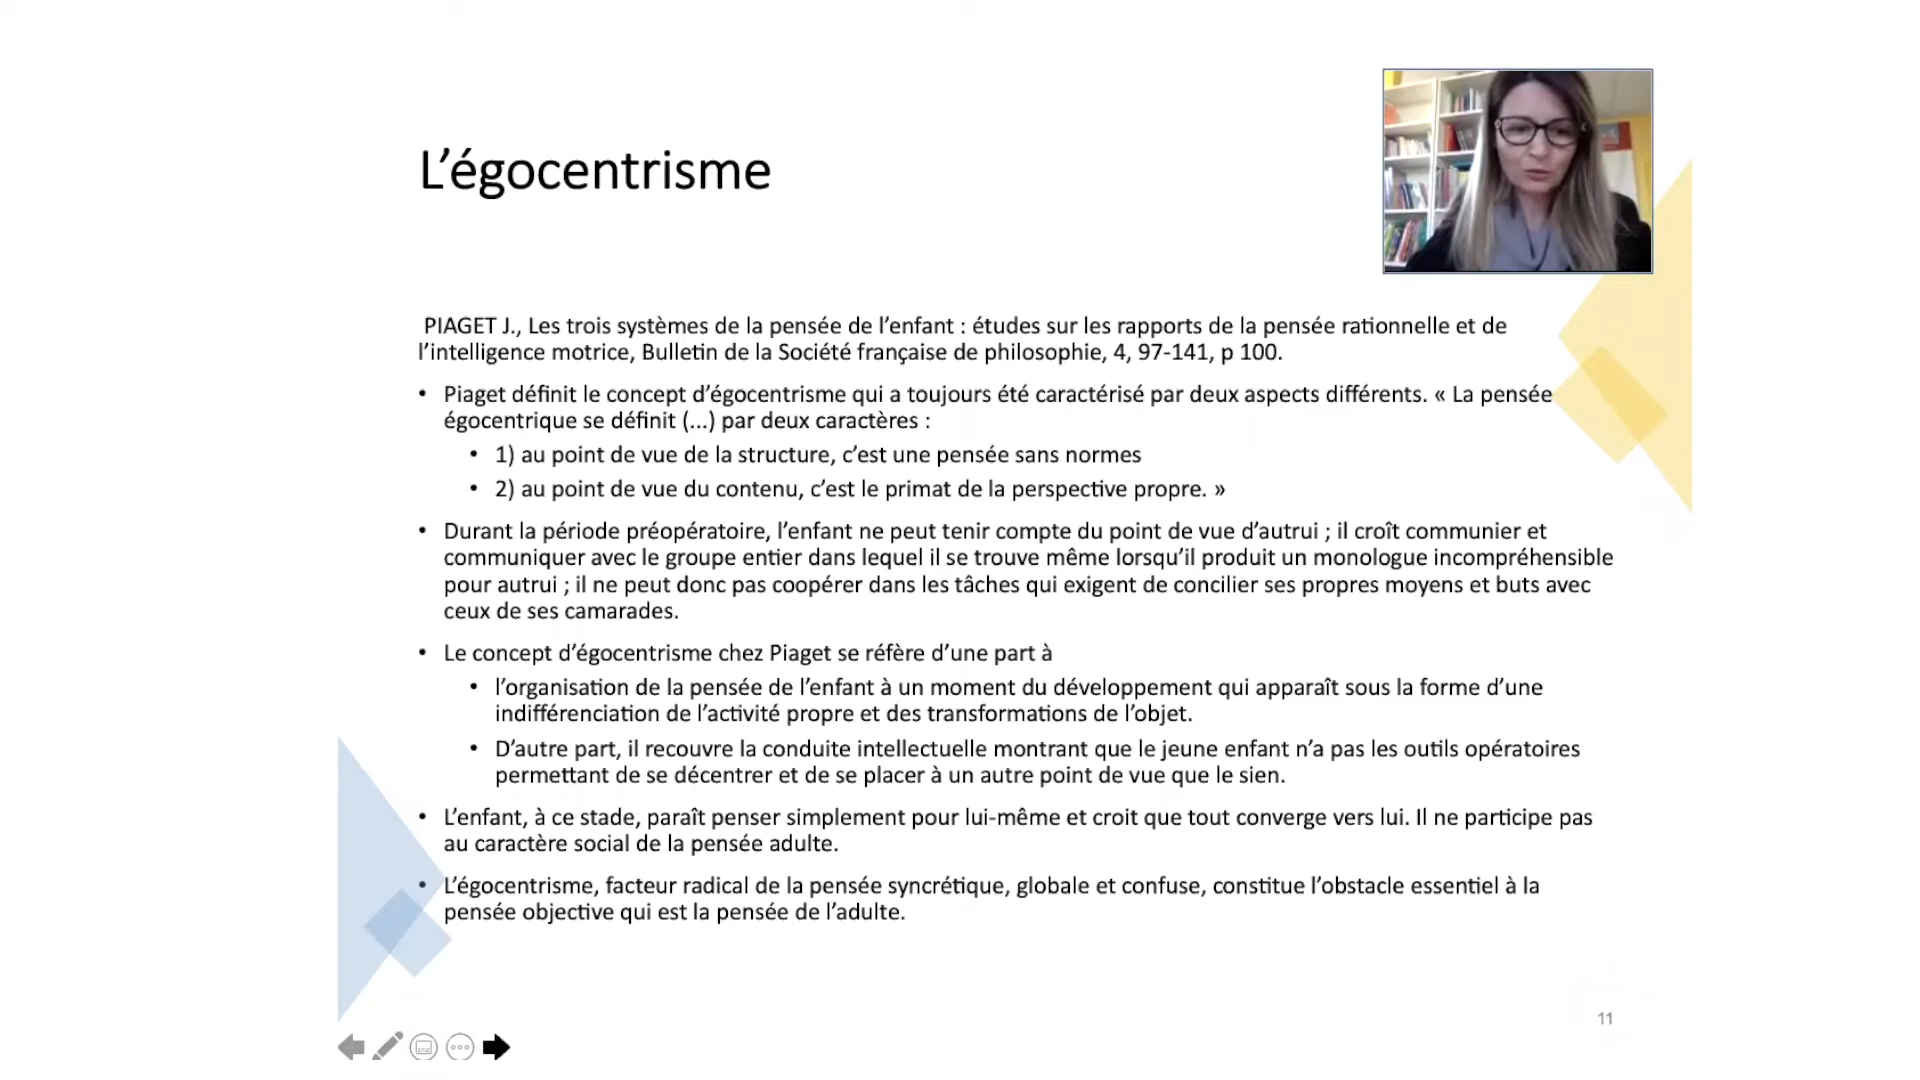 L’égocentrisme
PIAGET J., Les trois systèmes de la pensée de l’enfant : études sur les rapports de la pensée rationnelle et de
l’intelligence motrice, Bulletin de la Société française de philosophie, 4, 97-141, p 100.
• Piaget définit le concept d’égocentrisme qui a toujours été caractérisé par deux aspects différents. « La pensée
égocentrique se définit (...) par deux caractères :
• 1) au point de vue de la structure, c’est une pensée sans normes
• 2) au point de vue du contenu, c’est le primat de la perspective propre. »
• Durant la période préopératoire, l’enfant ne peut tenir compte du point de vue d’autrui ; il croît communier et
communiquer avec le groupe entier dans lequel il se trouve même lorsqu’il produit un monologue incompréhensible
pour autrui ; il ne peut donc pas coopérer dans les tâches qui exigent de concilier ses propres moyens et buts avec
ceux de ses camarades.
• Le concept d’égocentrisme chez Piaget se réfère d’une part à
• l’organisation de la pensée de l’enfant à un moment du développement qui apparaît sous la forme d’une
indifférenciation de l’activité propre et des transformations de l’objet.
• D’autre part, il recouvre la conduite intellectuelle montrant que le jeune enfant n’a pas les outils opératoires
permettant de se décentrer et de se placer à un autre point de vue que le sien.
• L’enfant, à ce stade, paraît penser simplement pour lui-même et croit que tout converge vers lui. Il ne participe pas
au caractère social de la pensée adulte.
• L’égocentrisme, facteur radical de la pensée syncrétique, globale et confuse, constitue l’obstacle essentiel à la
pensée objective qui est la pensée de l’adulte.
11